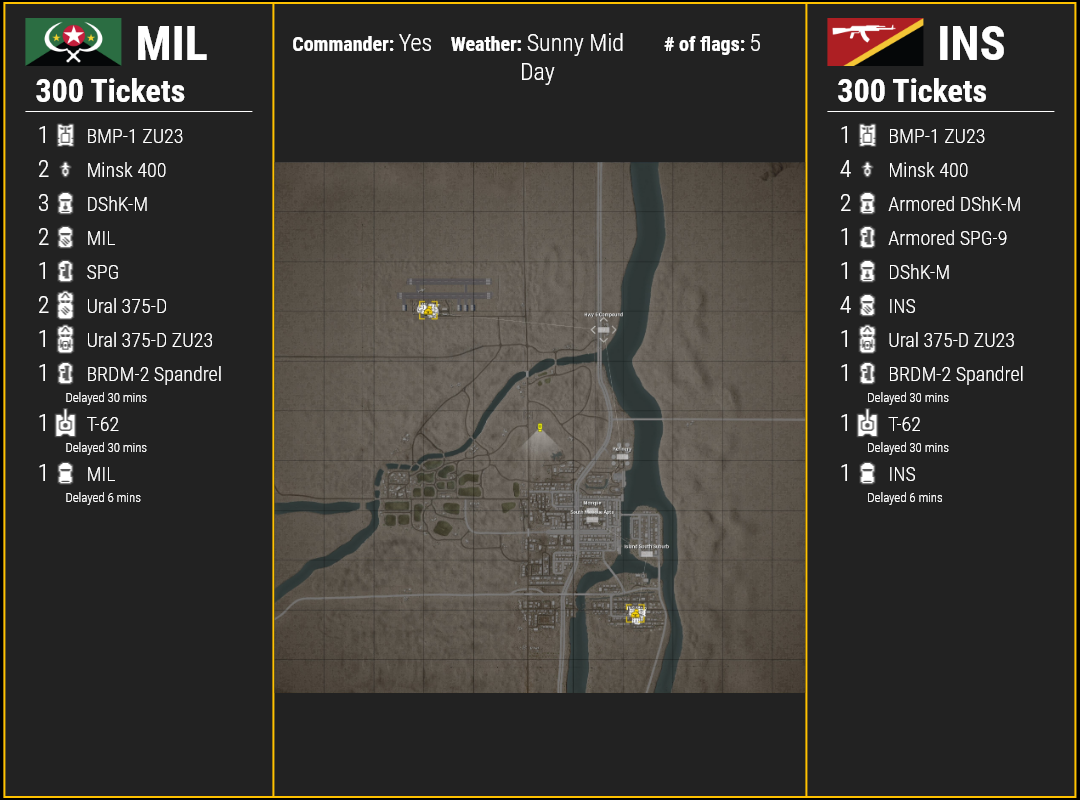 MIL
300 Tickets
1 BMP-1 ZU23
2 Minsk 400
3 DShK-M
2 MIL
1 SPG
2 Ural 375-D
1 Ural 375-D ZU23
1 BRDM-2 Spandrel
Delayed 30 mins
1 T-62
Delayed 30 mins
1 MIL
Delayed 6 mins
Commander: Yes Weather: Sunny Mid # of flags: 5
Day
Refinery
Mosque
Island South Suburb
INS
300 Tickets
1 BMP-1 ZU23
4 Minsk 400
2 Armored DShK-M
1 Armored SPG-9
1 DShK-M
4 INS
1 Ural 375-D ZU23
1 BRDM-2 Spandrel
Delayed 30 mins
1 T-62
Delayed 30 mins
1 INS
Delayed 6 mins